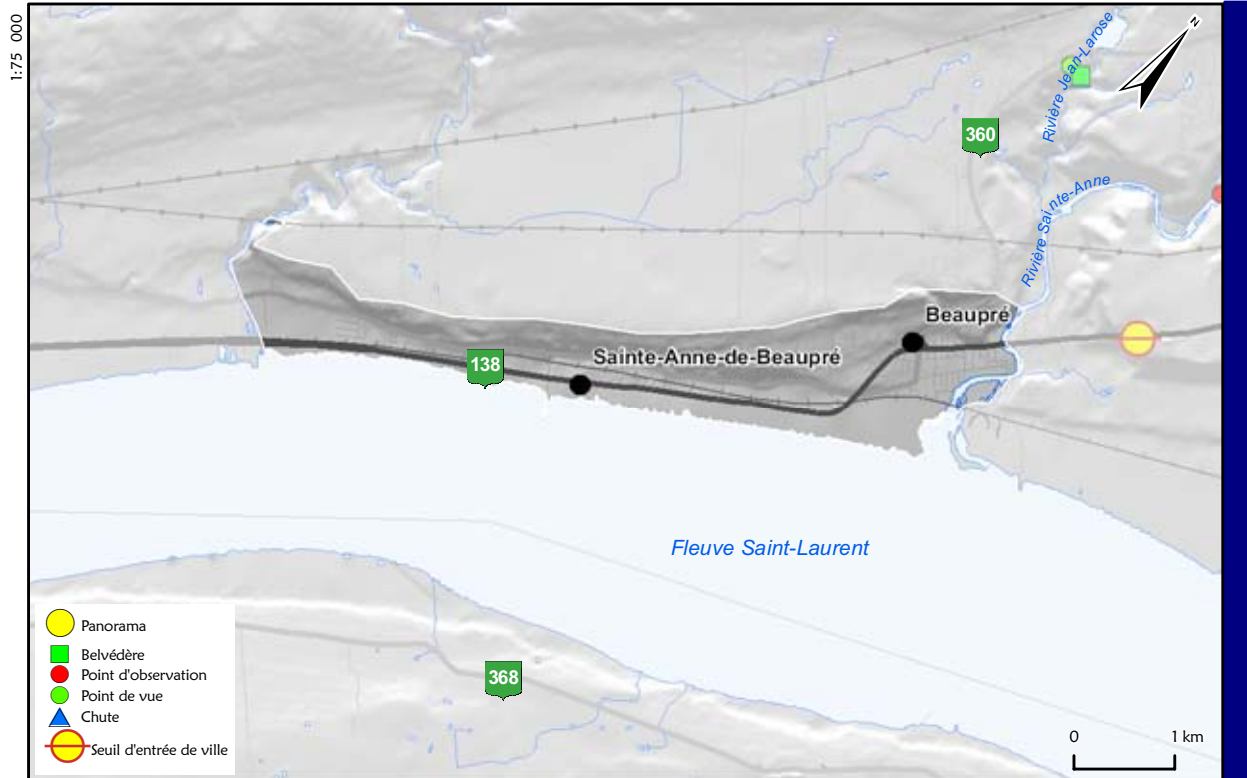 1:75 000
N
Rivière Jean-Larose
360
Rivière Sainte-Anne
Beaupré
Sainte-Anne-de-Beaupré
138
Fleuve Saint-Laurent
368
Panorama
Belvédère
Point d'observation
Point de vue
Chute
Seuil d'entrée de ville
0 1 km